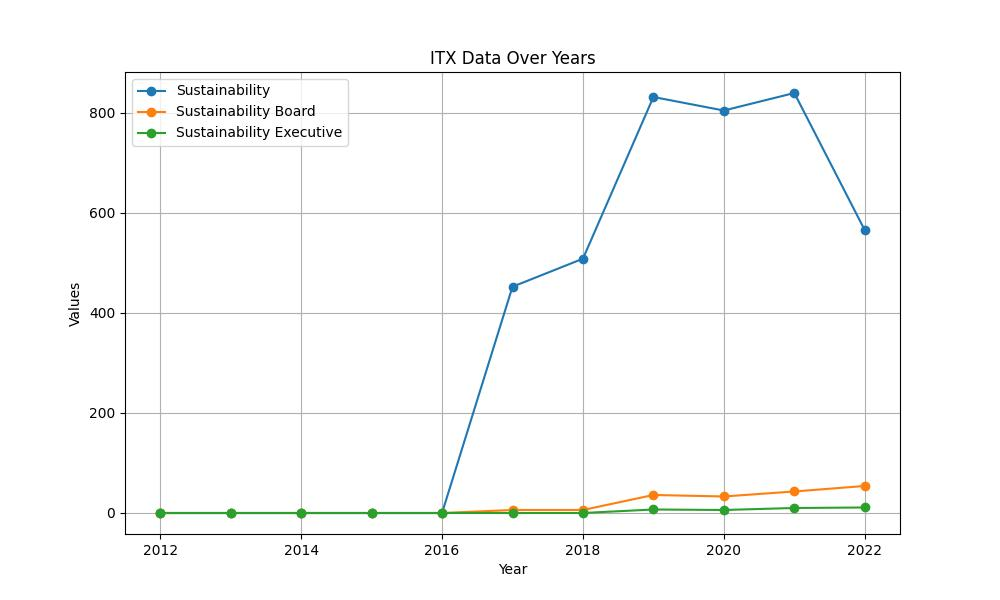 ITX Data Over Years
Sustainability
Sustainability Board
Sustainability Executive
800
600
400
200
0
Values
2012 2014 2016 2018 2020 2022
Year